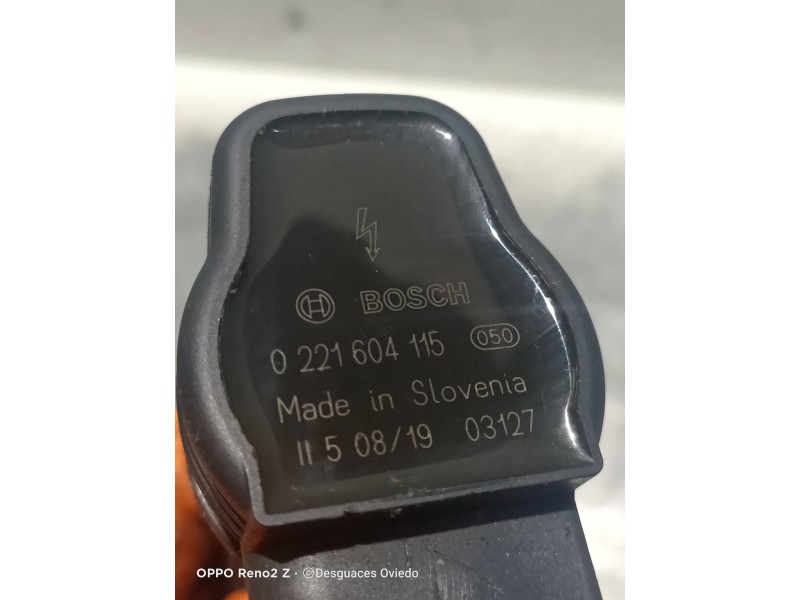 BOSCH
0 221 604 115 050
Made in Slovenia
II 5 08/19 03127
OPPO Reno2 Z · ©Desguaces Oviedo